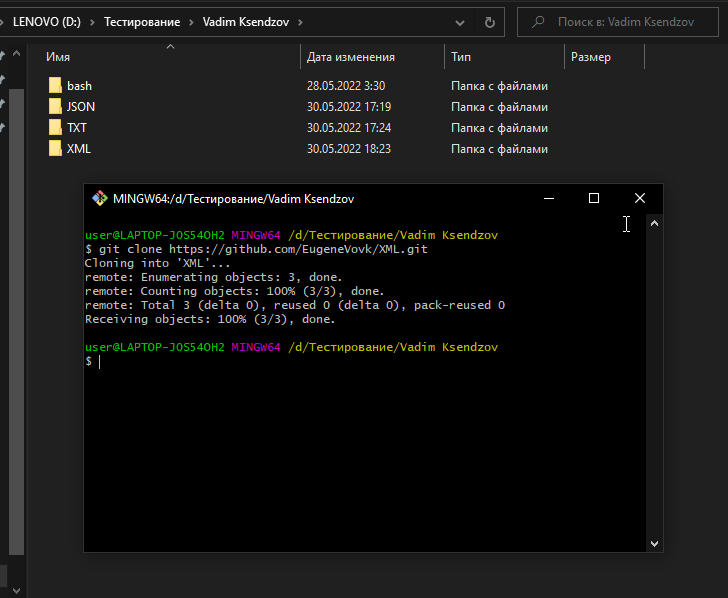 LENOVO (D:) › Тестирование › Vadim Ksendzov ›
Поиск в: Vadim Ksendzov
Имя Дата изменения Тип Размер
bash 28.05.2022 3:30 Папка с файлами
JSON 30.05.2022 17:19 Папка с файлами
TXT 30.05.2022 17:24 Папка с файлами
XML 30.05.2022 18:23 Папка с файлами
MINGW64:/d/Тестирование/Vadim Ksendzov
user@LAPTOP-JOS54OH2 MINGW64 /d/Тестирование/Vadim Ksendzov
$ git clone https://github.com/EugeneVovk/XML.git
Cloning into 'XML'...
remote: Enumerating objects: 3, done.
remote: Counting objects: 100% (3/3), done.
remote: Total 3 (delta 0), reused 0 (delta 0), pack-reused 0
Receiving objects: 100% (3/3), done.
user@LAPTOP-JOS54OH2 MINGW64 /d/Тестирование/Vadim Ksendzov
$